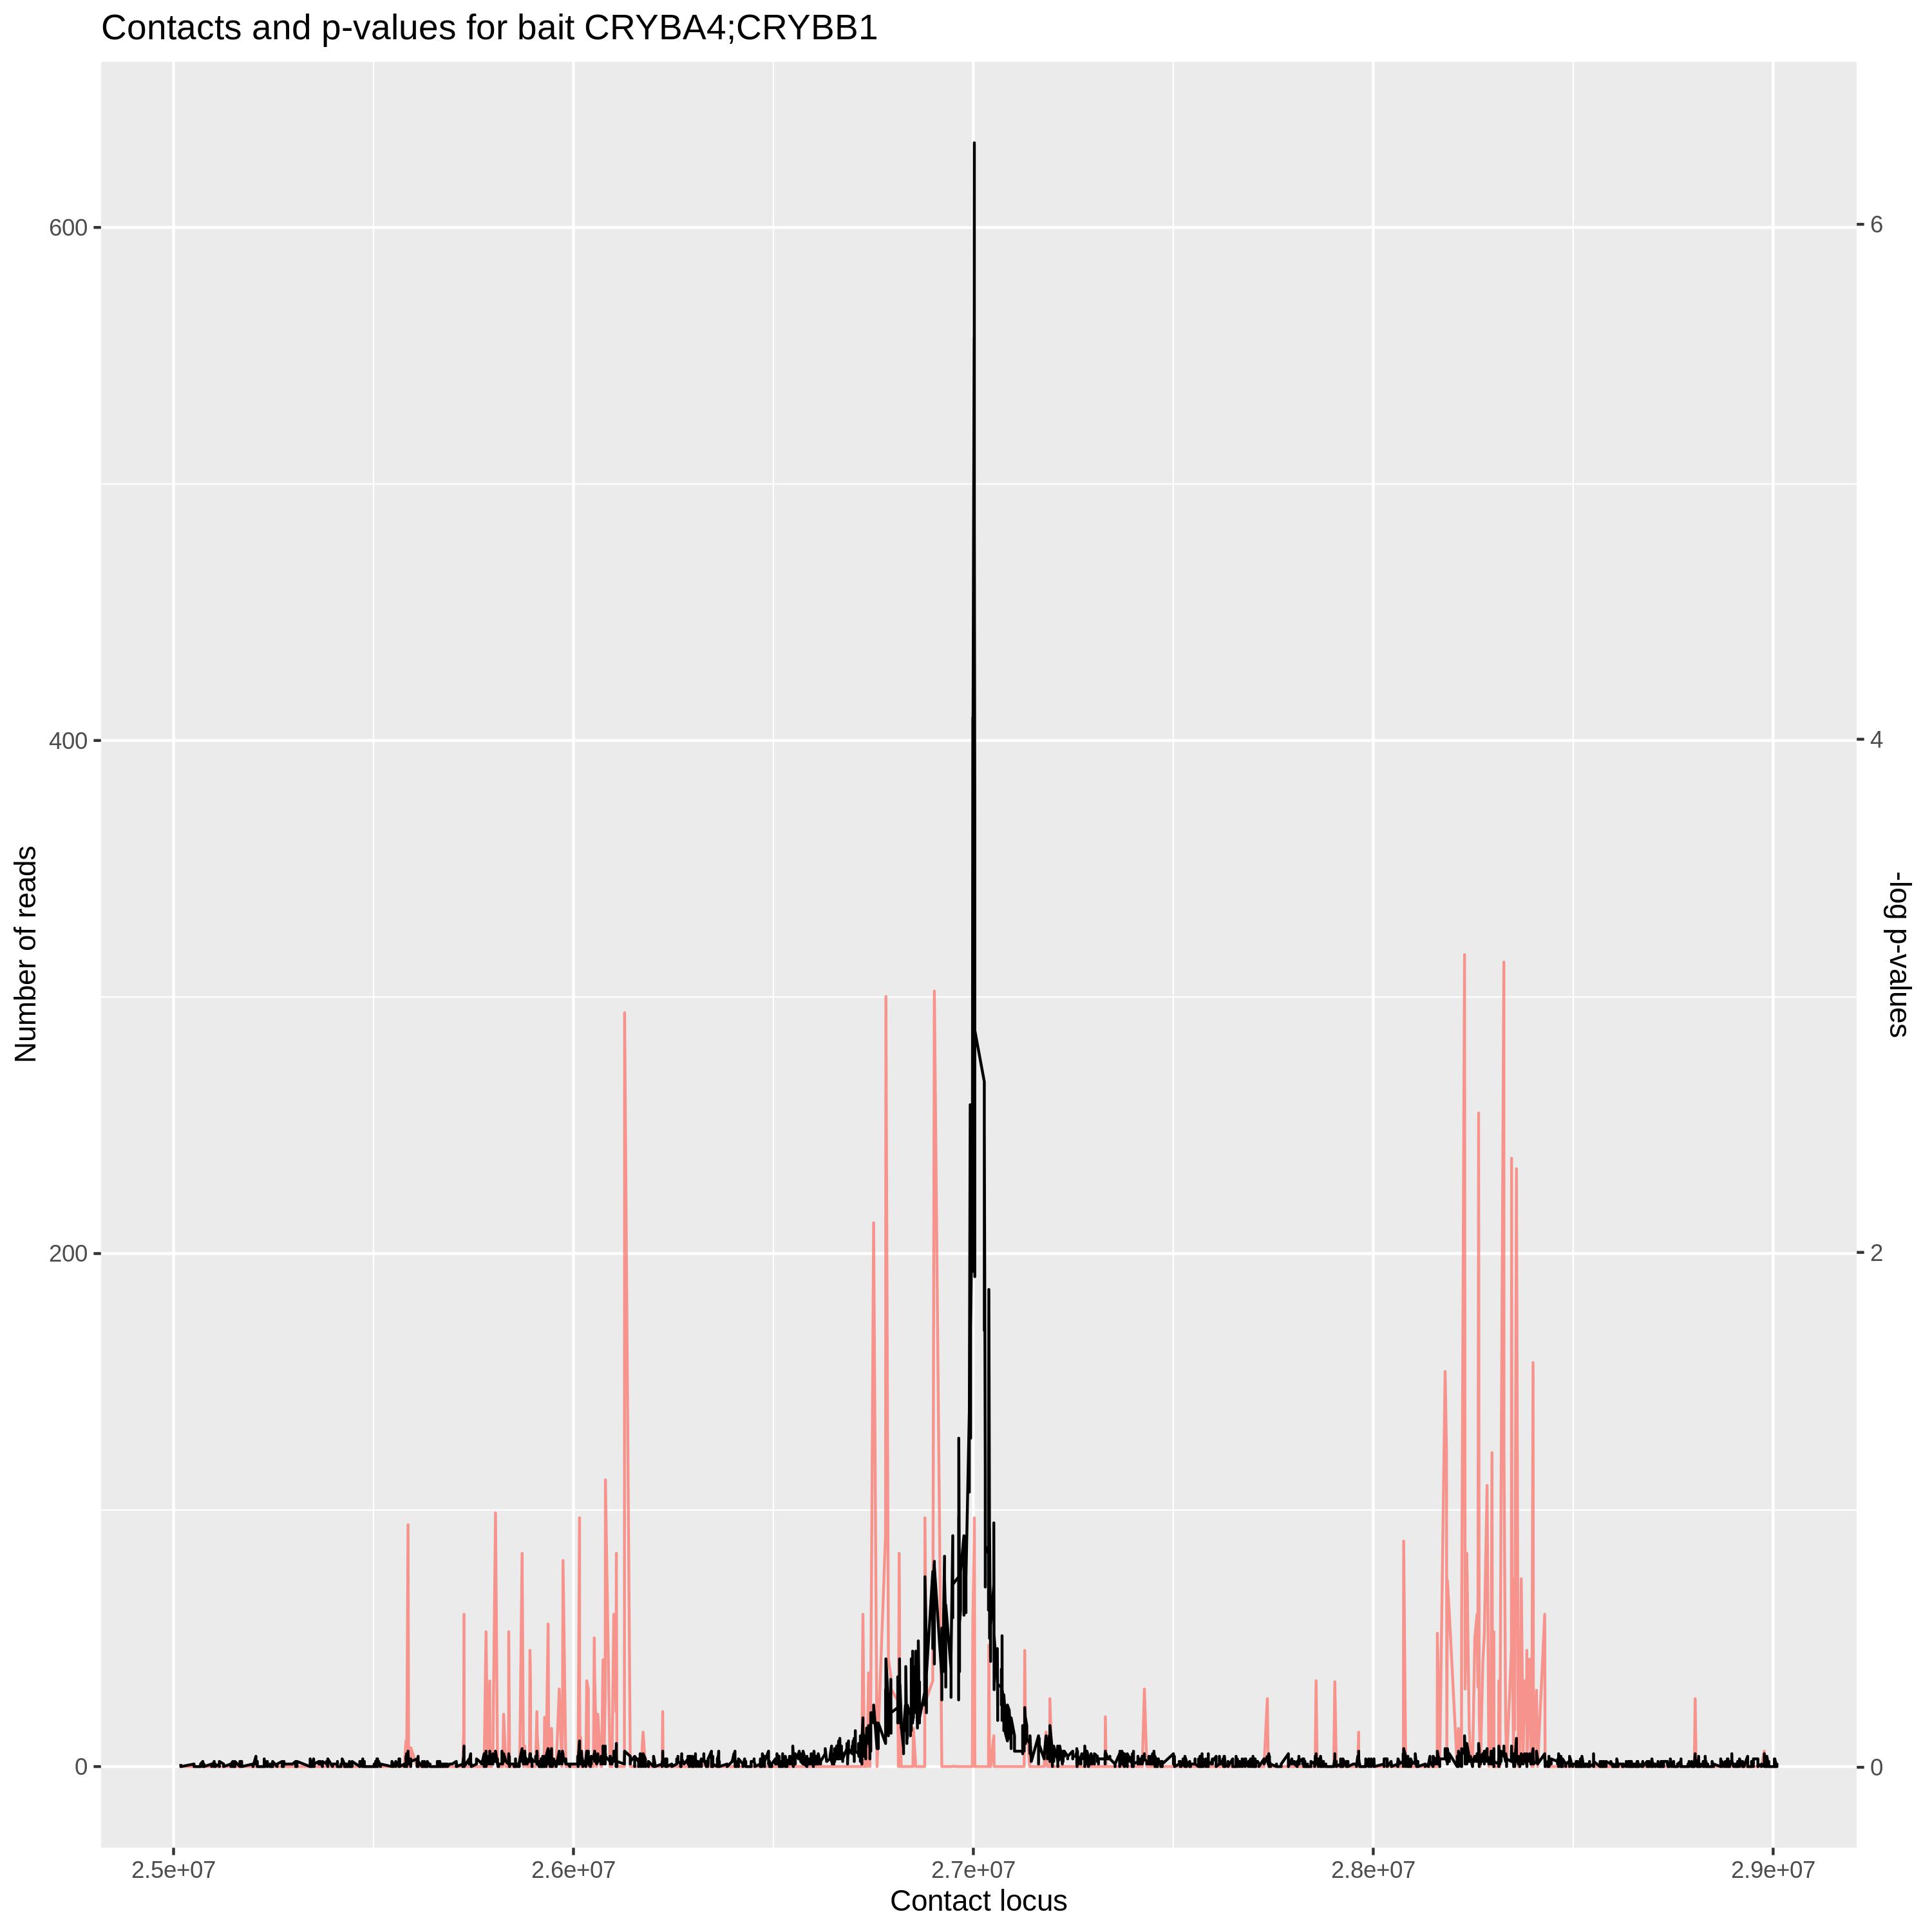 Contacts and p-values for bait CRYBA4;CRYBB1
600
400
200
0
Number of reads
6
4
2
0
-log p-values
2.5e+07 2.6e+07 2.7e+07 2.8e+07 2.9e+07
Contact locus